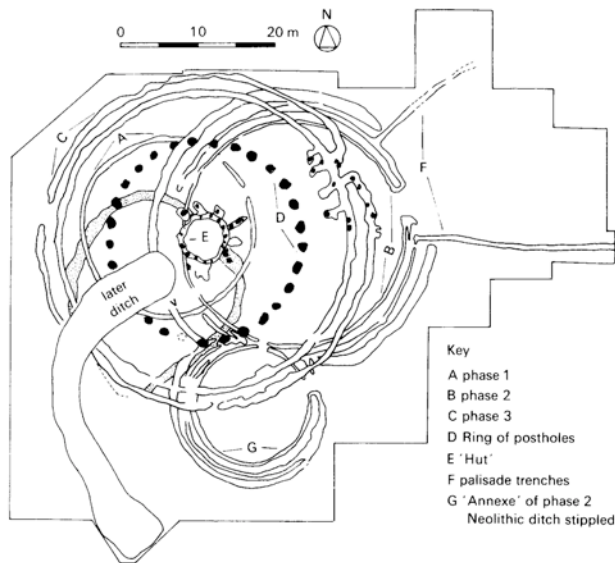 0 10 20 m
N
C
A
F
D
E
B
later
ditch
G
Key
A phase 1
B phase 2
C phase 3
D Ring of postholes
E 'Hut'
F palisade trenches
G 'Annexe' of phase 2
Neolithic ditch stippled